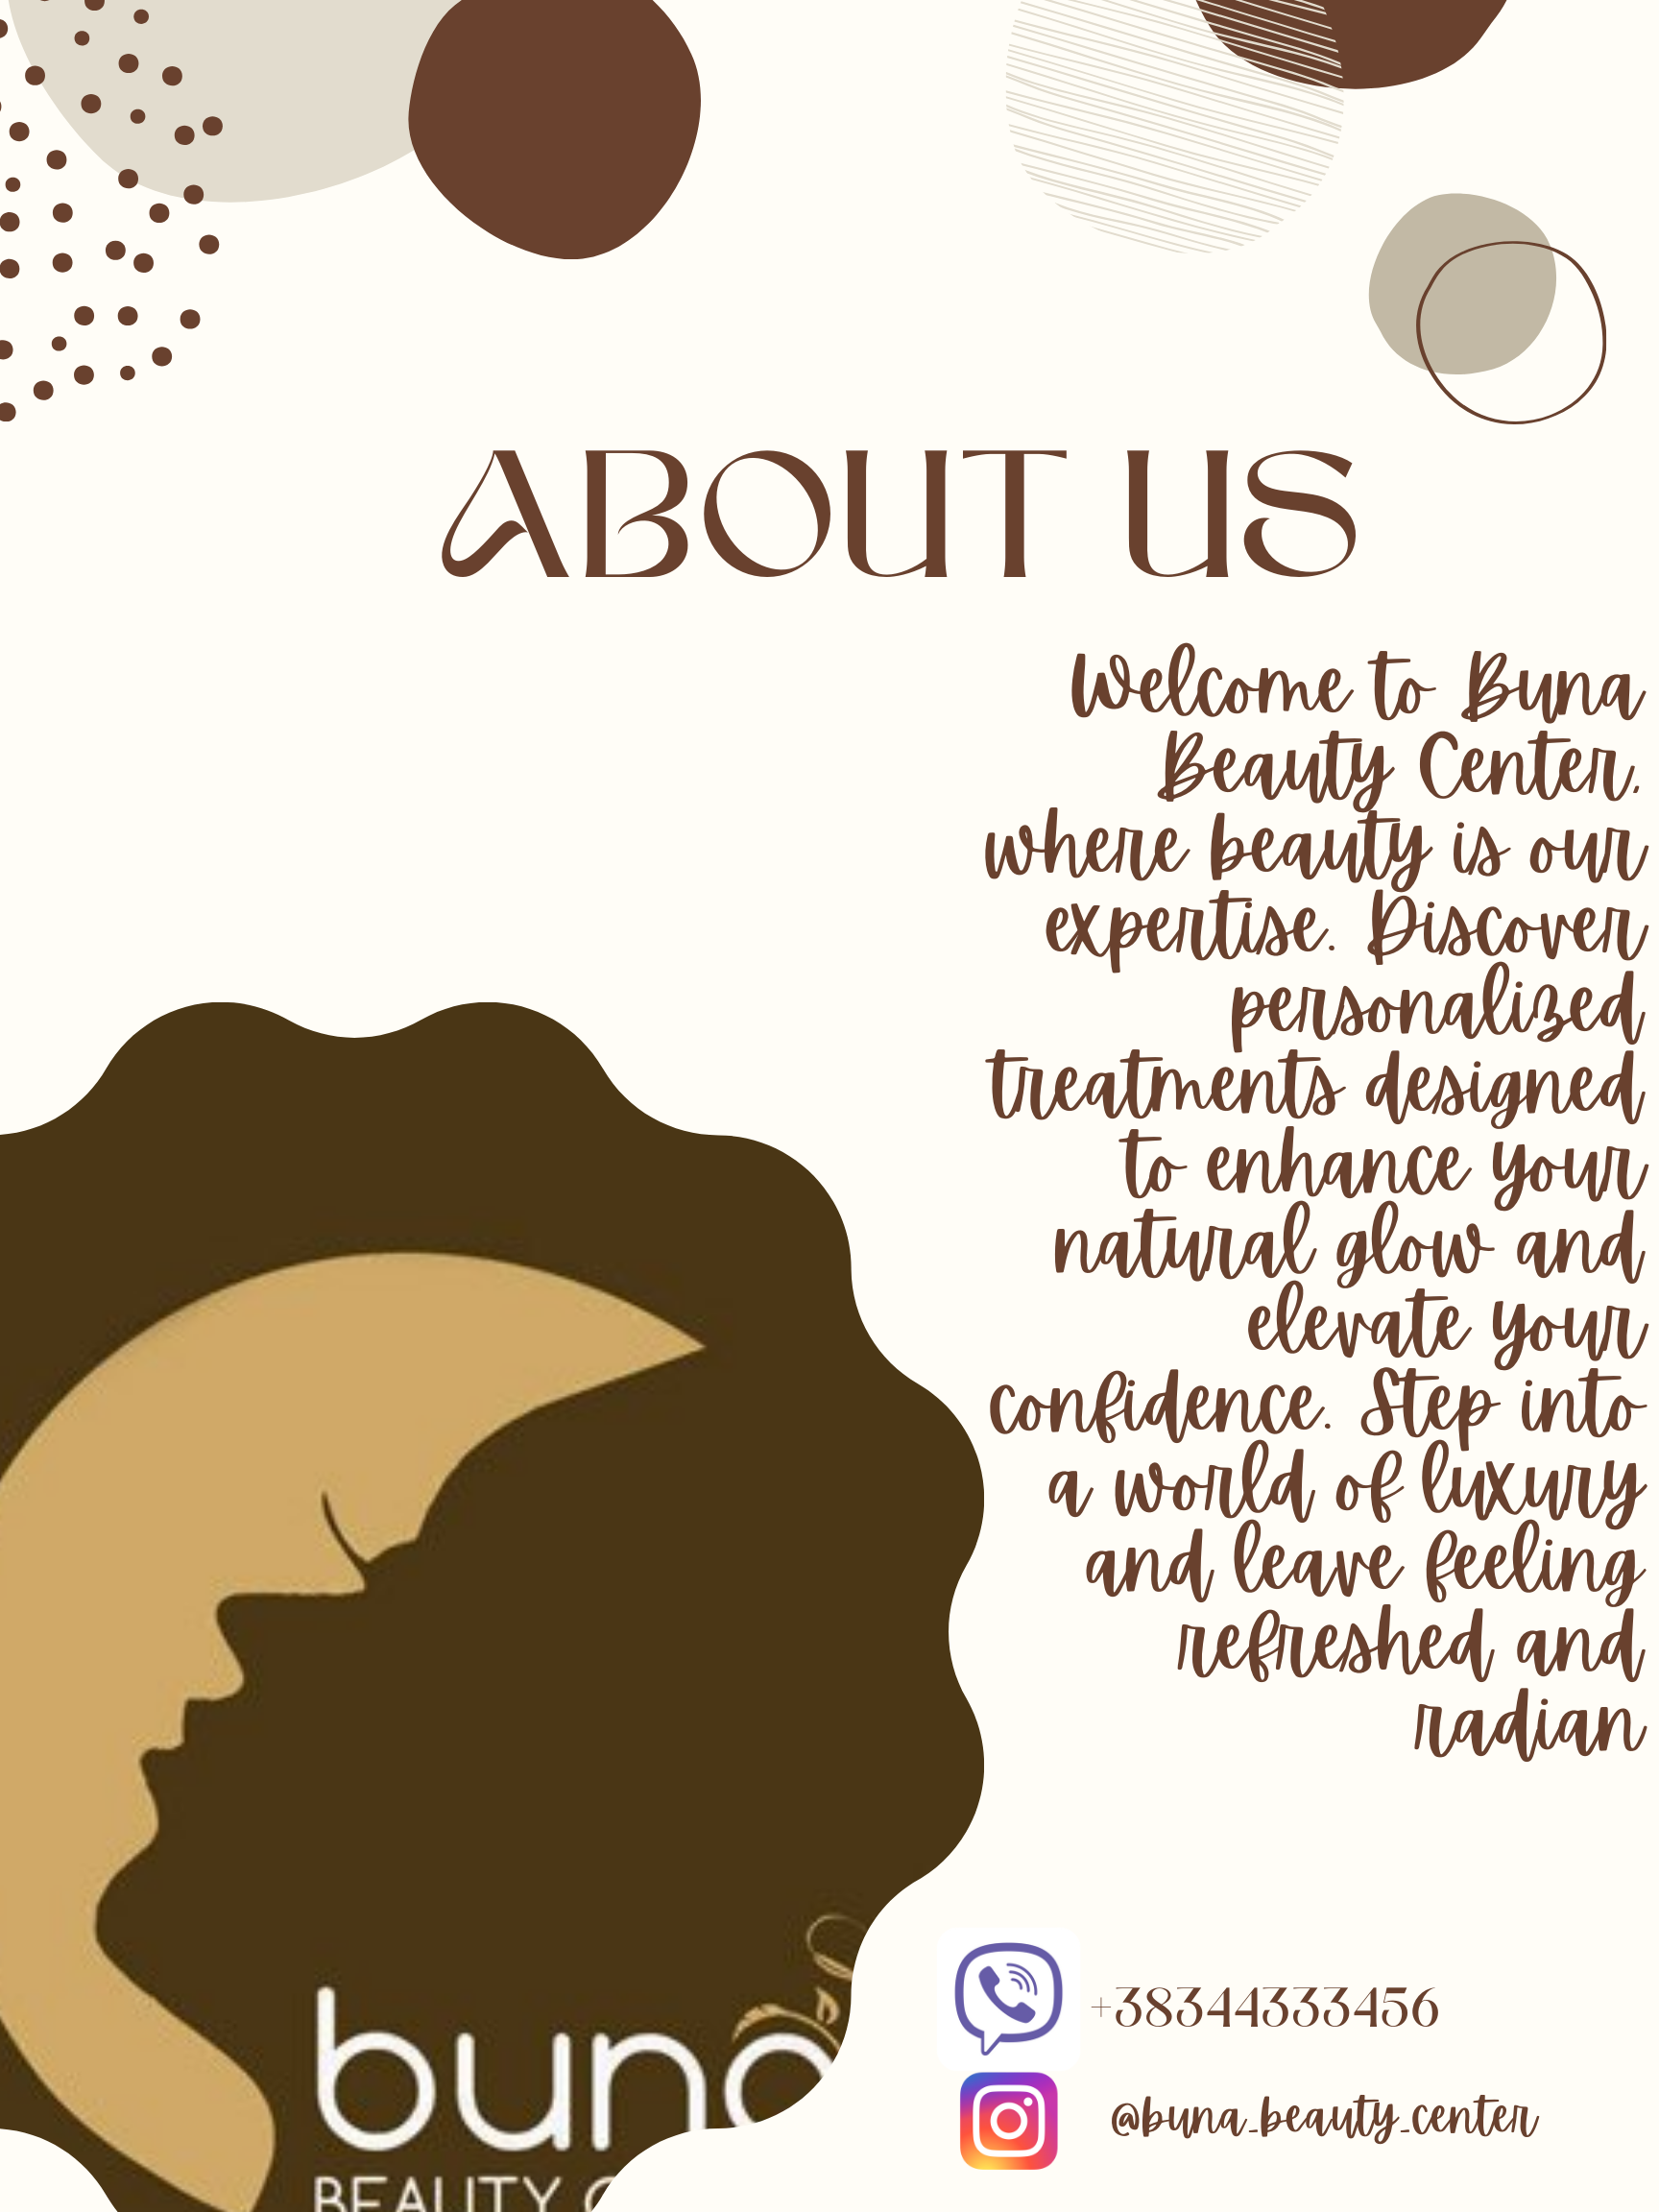 ABOUT US
Welcome to Buna
Beauty Center,
where beauty is our
expertise. Discover
personalized
treatments designed
to enhance your
natural glow and
elevate your
confidence. Step into
a world of luxury
and leave feeling
refreshed and
radian
buna
BEAUTY C
+38344333456
@buna_beauty_center